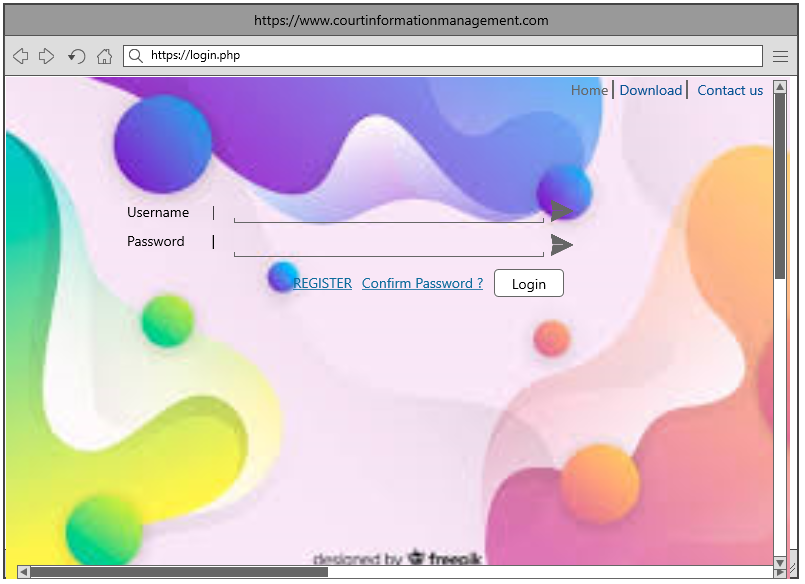 https://www.courtinformationmanagement.com
https://login.php
Home Download Contact us
Username
Password
REGISTER Confirm Password ? Login
designed by freepik